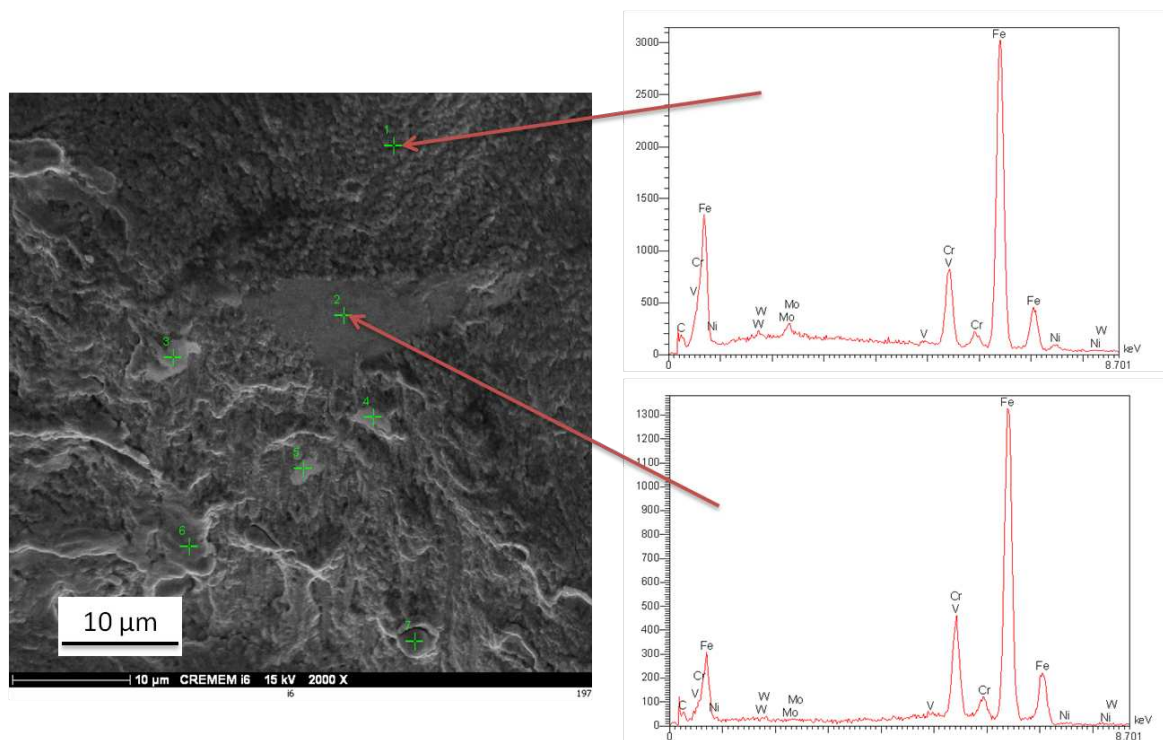 1
2
3
4
5
6
7
10 µm
10 µm CREMEM i6 15 kV 2000 X
i6
197
Fe
3000
2500
2000
1500
1000
500
0
Fe
Cr
V
C
Ni
W
W
Mo
Mo
V
Cr
V
Cr
Fe
Ni
W
Ni
keV
0
8.701
Fe
1300
1200
1100
1000
900
800
700
600
500
400
300
200
100
0
Fe
Cr
V
C
Ni
W
W
Mo
Mo
V
Cr
V
Cr
Fe
Ni
W
Ni
keV
0
8.701